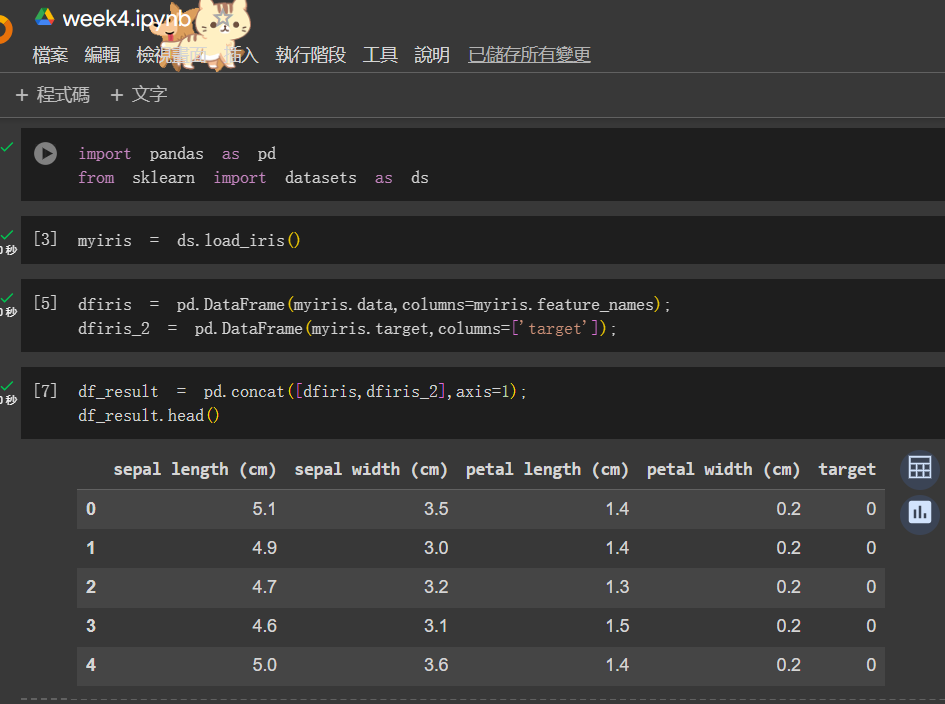 week4.ipynb
檔案 編輯 檢視畫面 插入 執行階段 工具 說明 已儲存所有變更
+ 程式碼 + 文字
import pandas as pd
from sklearn import datasets as ds
[3] myiris = ds.load_iris()
0 秒
[5] dfiris = pd.DataFrame(myiris.data,columns=myiris.feature_names);
0 秒 dfiris_2 = pd.DataFrame(myiris.target,columns=['target']);
[7] df_result = pd.concat([dfiris,dfiris_2],axis=1);
0 秒 df_result.head()
sepal length (cm) sepal width (cm) petal length (cm) petal width (cm) target
0 5.1 3.5 1.4 0.2 0
1 4.9 3.0 1.4 0.2 0
2 4.7 3.2 1.3 0.2 0
3 4.6 3.1 1.5 0.2 0
4 5.0 3.6 1.4 0.2 0